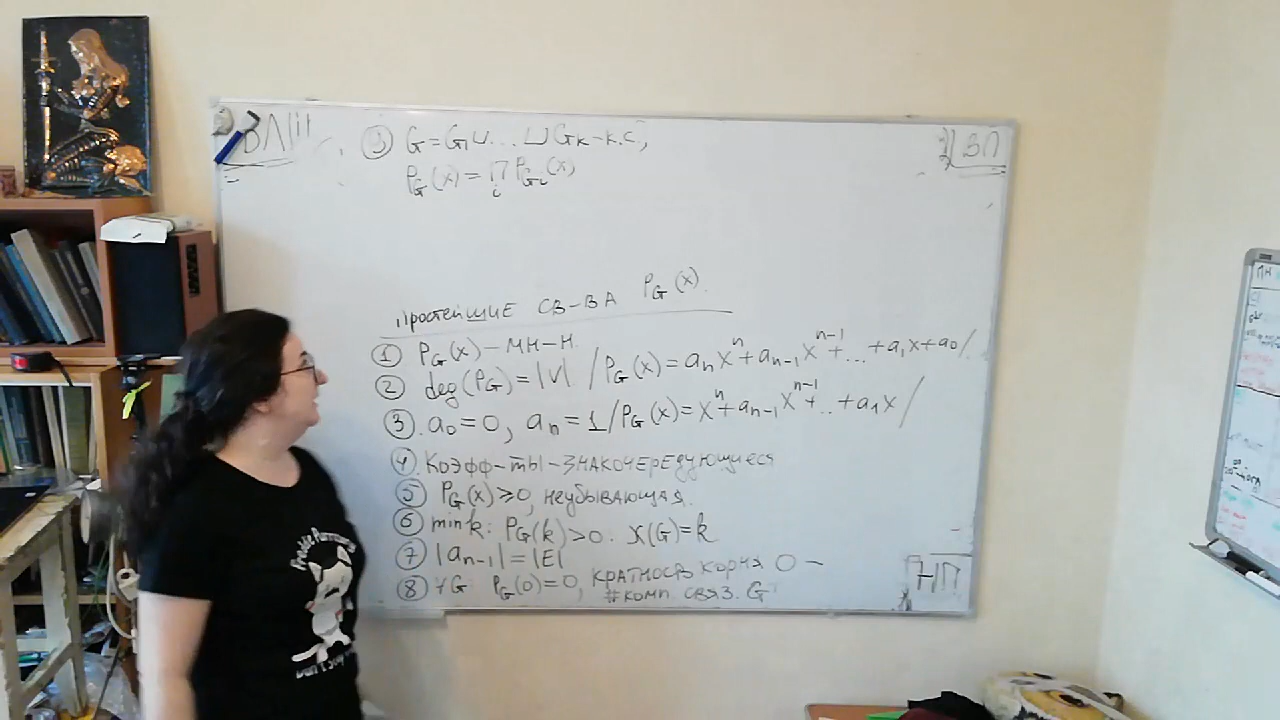 ВЛ
③ G=G₁⊔...⊔Gₖ-к.с,
P_G(x)=∏ᵢ P_Gᵢ(x)
ВП
Простейшие СВ-ВА P_G(x).
① P_G(x)-МН-Н.
② deg(P_G)=|V|. /P_G(x)=aₙxⁿ+aₙ₋₁xⁿ⁻¹+...+a₁x+a₀/.
③. a₀=0, aₙ=1/P_G(x)=xⁿ+aₙ₋₁xⁿ⁻¹+..+a₁x/
④. Коэфф-ты-знакочередующиеся
⑤ P_G(x)≥0, неубывающая.
⑥ min k: P_G(k)>0. χ(G)=k
⑦ |aₙ₋₁|=|E|
⑧ ∀G: P_G(0)=0, кратность корня 0 –
#комп. связ. G
НП
ПН